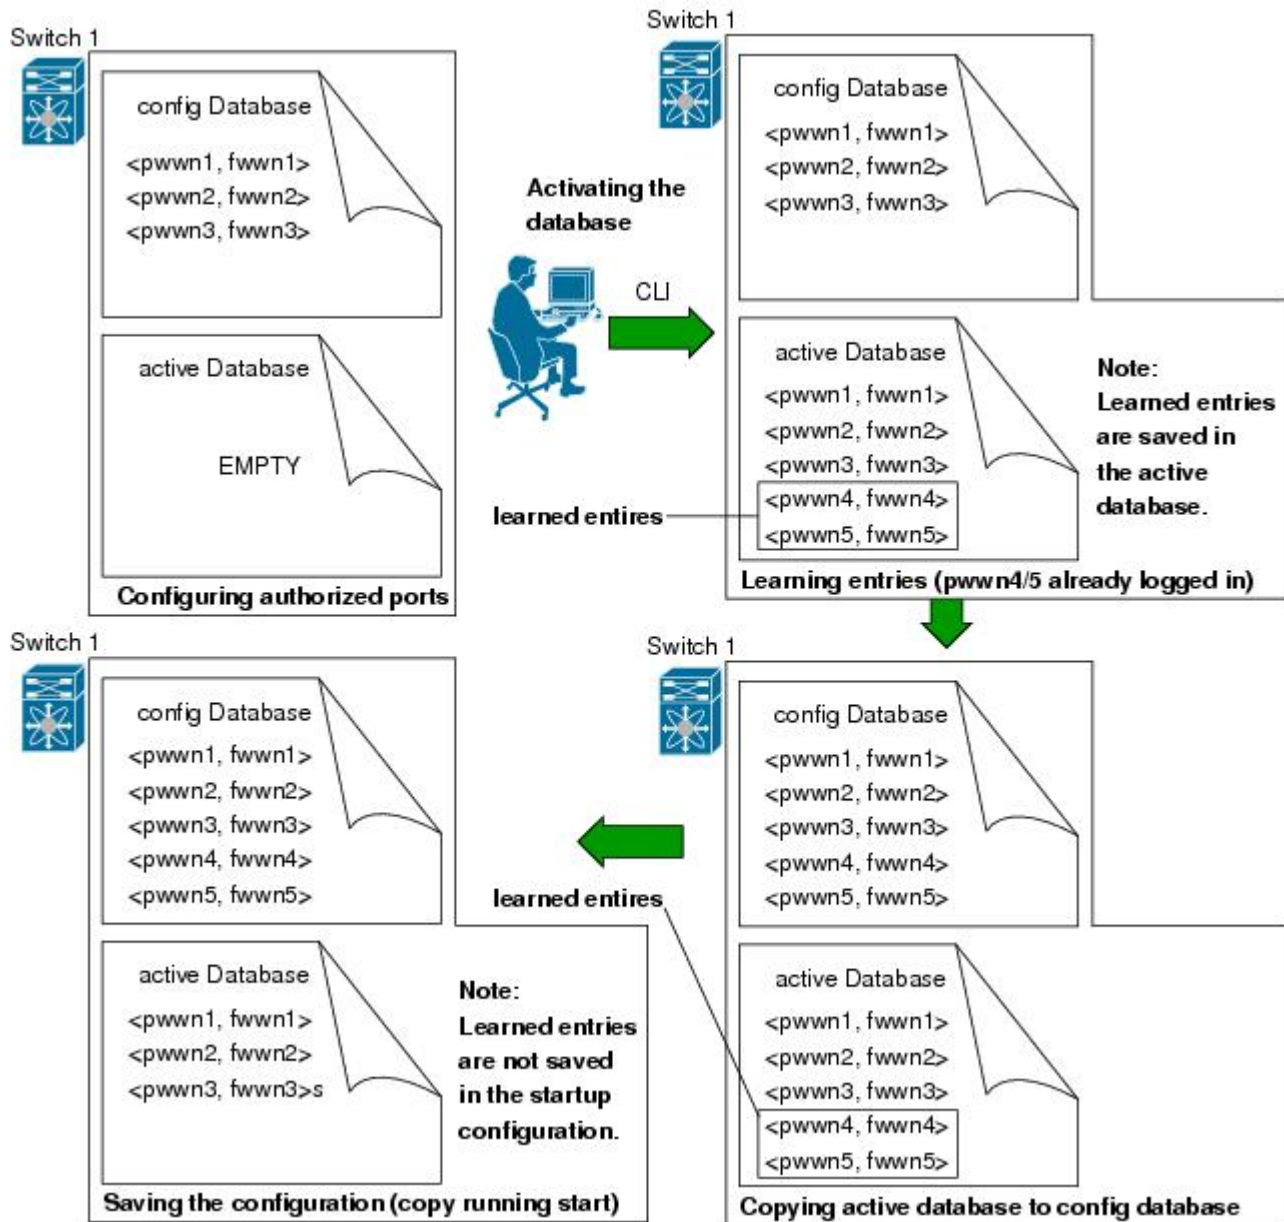 Switch 1
config Database
<pwwn1, fwwn1>
<pwwn2, fwwn2>
<pwwn3, fwwn3>
active Database
EMPTY
Configuring authorized ports
Activating the
database
CLI
Switch 1
config Database
<pwwn1, fwwn1>
<pwwn2, fwwn2>
<pwwn3, fwwn3>
active Database
<pwwn1, fwwn1>
<pwwn2, fwwn2>
<pwwn3, fwwn3>
<pwwn4, fwwn4>
<pwwn5, fwwn5>
learned entires
Note:
Learned entries
are saved in
the active
database.
Learning entries (pwwn4/5 already logged in)
Switch 1
config Database
<pwwn1, fwwn1>
<pwwn2, fwwn2>
<pwwn3, fwwn3>
<pwwn4, fwwn4>
<pwwn5, fwwn5>
active Database
<pwwn1, fwwn1>
<pwwn2, fwwn2>
<pwwn3, fwwn3>
<pwwn4, fwwn4>
<pwwn5, fwwn5>
learned entires
Copying active database to config database
Switch 1
config Database
<pwwn1, fwwn1>
<pwwn2, fwwn2>
<pwwn3, fwwn3>
<pwwn4, fwwn4>
<pwwn5, fwwn5>
active Database
<pwwn1, fwwn1>
<pwwn2, fwwn2>
<pwwn3, fwwn3>s
Note:
Learned entries
are not saved
in the startup
configuration.
Saving the configuration (copy running start)